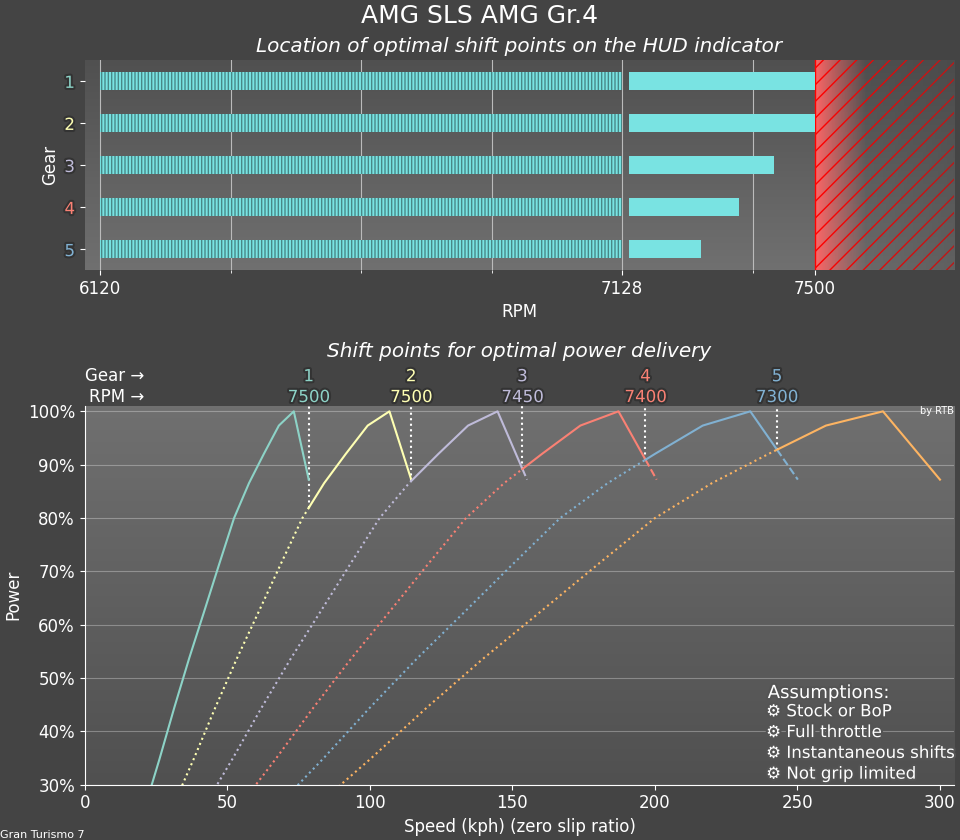 AMG SLS AMG Gr.4
Location of optimal shift points on the HUD indicator
Gear
1
2
3
4
5
6120 7128 7500
RPM
Shift points for optimal power delivery
Gear → 1 2 3 4 5
RPM → 7500 7500 7450 7400 7300
by RTB
Power
100%
90%
80%
70%
60%
50%
40%
30%
Assumptions:
⚙ Stock or BoP
⚙ Full throttle
⚙ Instantaneous shifts
⚙ Not grip limited
0 50 100 150 200 250 300
Speed (kph) (zero slip ratio)
Gran Turismo 7